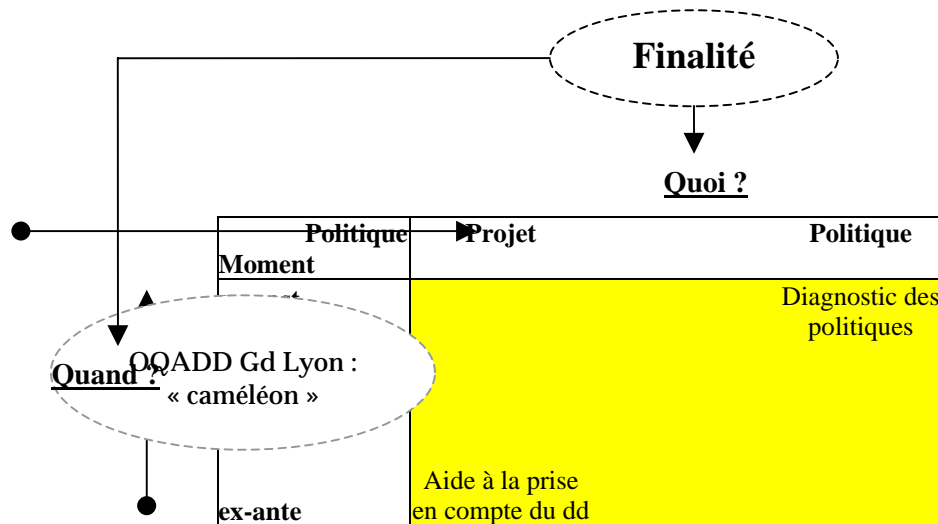 Finalité
Quoi ?
Politique Projet Politique
Moment
Diagnostic des
politiques
OQADD Gd Lyon :
Quand ?
« caméléon »
Aide à la prise
ex-ante en compte du dd